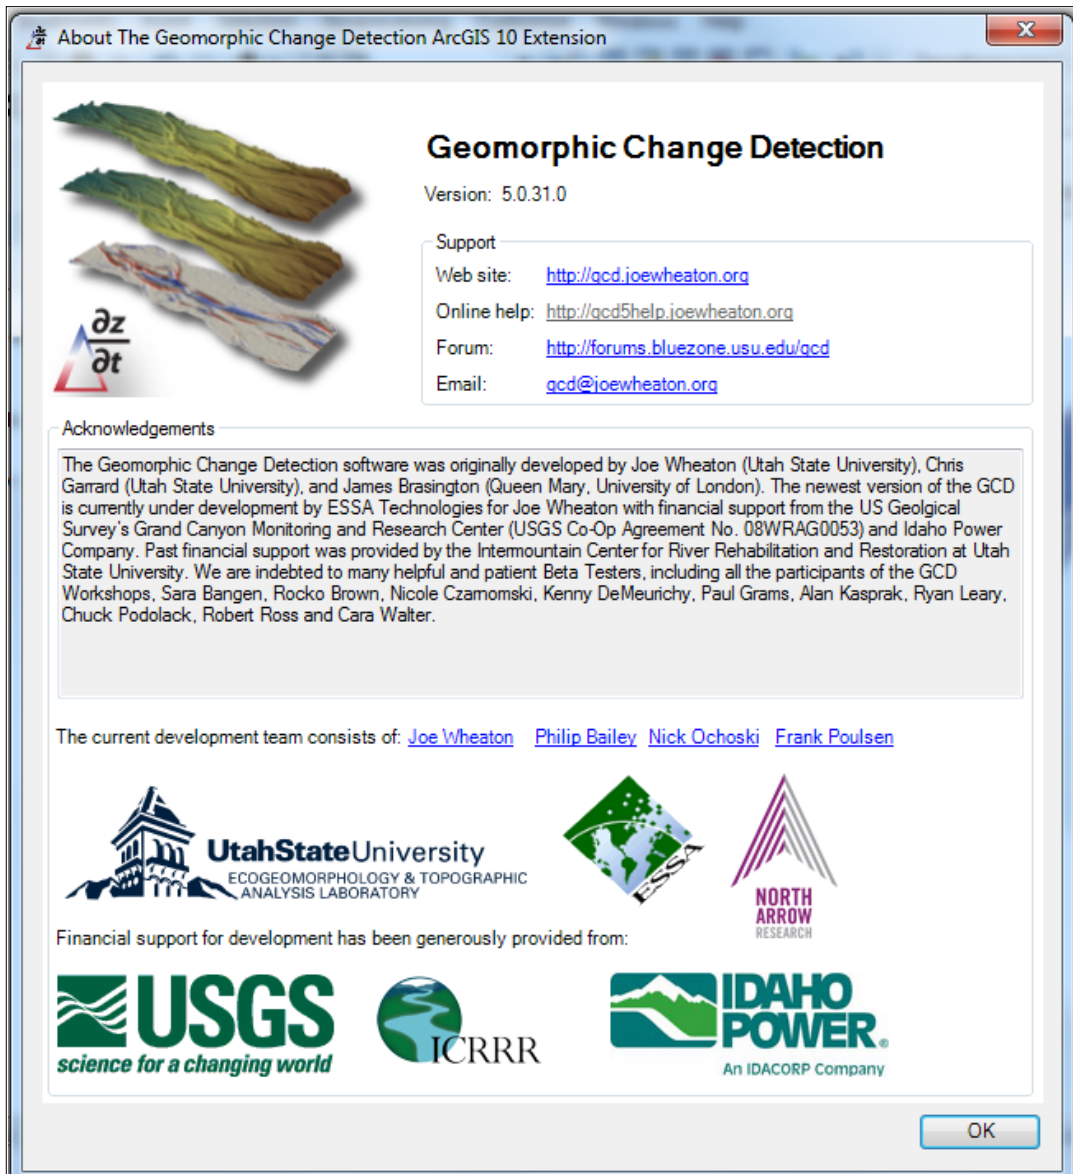 About The Geomorphic Change Detection ArcGIS 10 Extension
∂z
∂t
Geomorphic Change Detection
Version: 5.0.31.0
Support
Web site: http://gcd.joewheaton.org
Online help: http://gcd5help.joewheaton.org
Forum: http://forums.bluezone.usu.edu/gcd
Email: gcd@joewheaton.org
Acknowledgements
The Geomorphic Change Detection software was originally developed by Joe Wheaton (Utah State University), Chris
Garrard (Utah State University), and James Brasington (Queen Mary, University of London). The newest version of the GCD
is currently under development by ESSA Technologies for Joe Wheaton with financial support from the US Geolgical
Survey's Grand Canyon Monitoring and Research Center (USGS Co-Op Agreement No. 08WRAG0053) and Idaho Power
Company. Past financial support was provided by the Intermountain Center for River Rehabilitation and Restoration at Utah
State University. We are indebted to many helpful and patient Beta Testers, including all the participants of the GCD
Workshops, Sara Bangen, Rocko Brown, Nicole Czarnomski, Kenny DeMeurichy, Paul Grams, Alan Kasprak, Ryan Leary,
Chuck Podolack, Robert Ross and Cara Walter.
The current development team consists of: Joe Wheaton Philip Bailey Nick Ochoski Frank Poulsen
UtahStateUniversity
ECOGEOMORPHOLOGY & TOPOGRAPHIC
ANALYSIS LABORATORY
ESSA
NORTH
ARROW
RESEARCH
Financial support for development has been generously provided from:
USGS
science for a changing world
ICRRR
IDAHO
POWER®
An IDACORP Company
OK